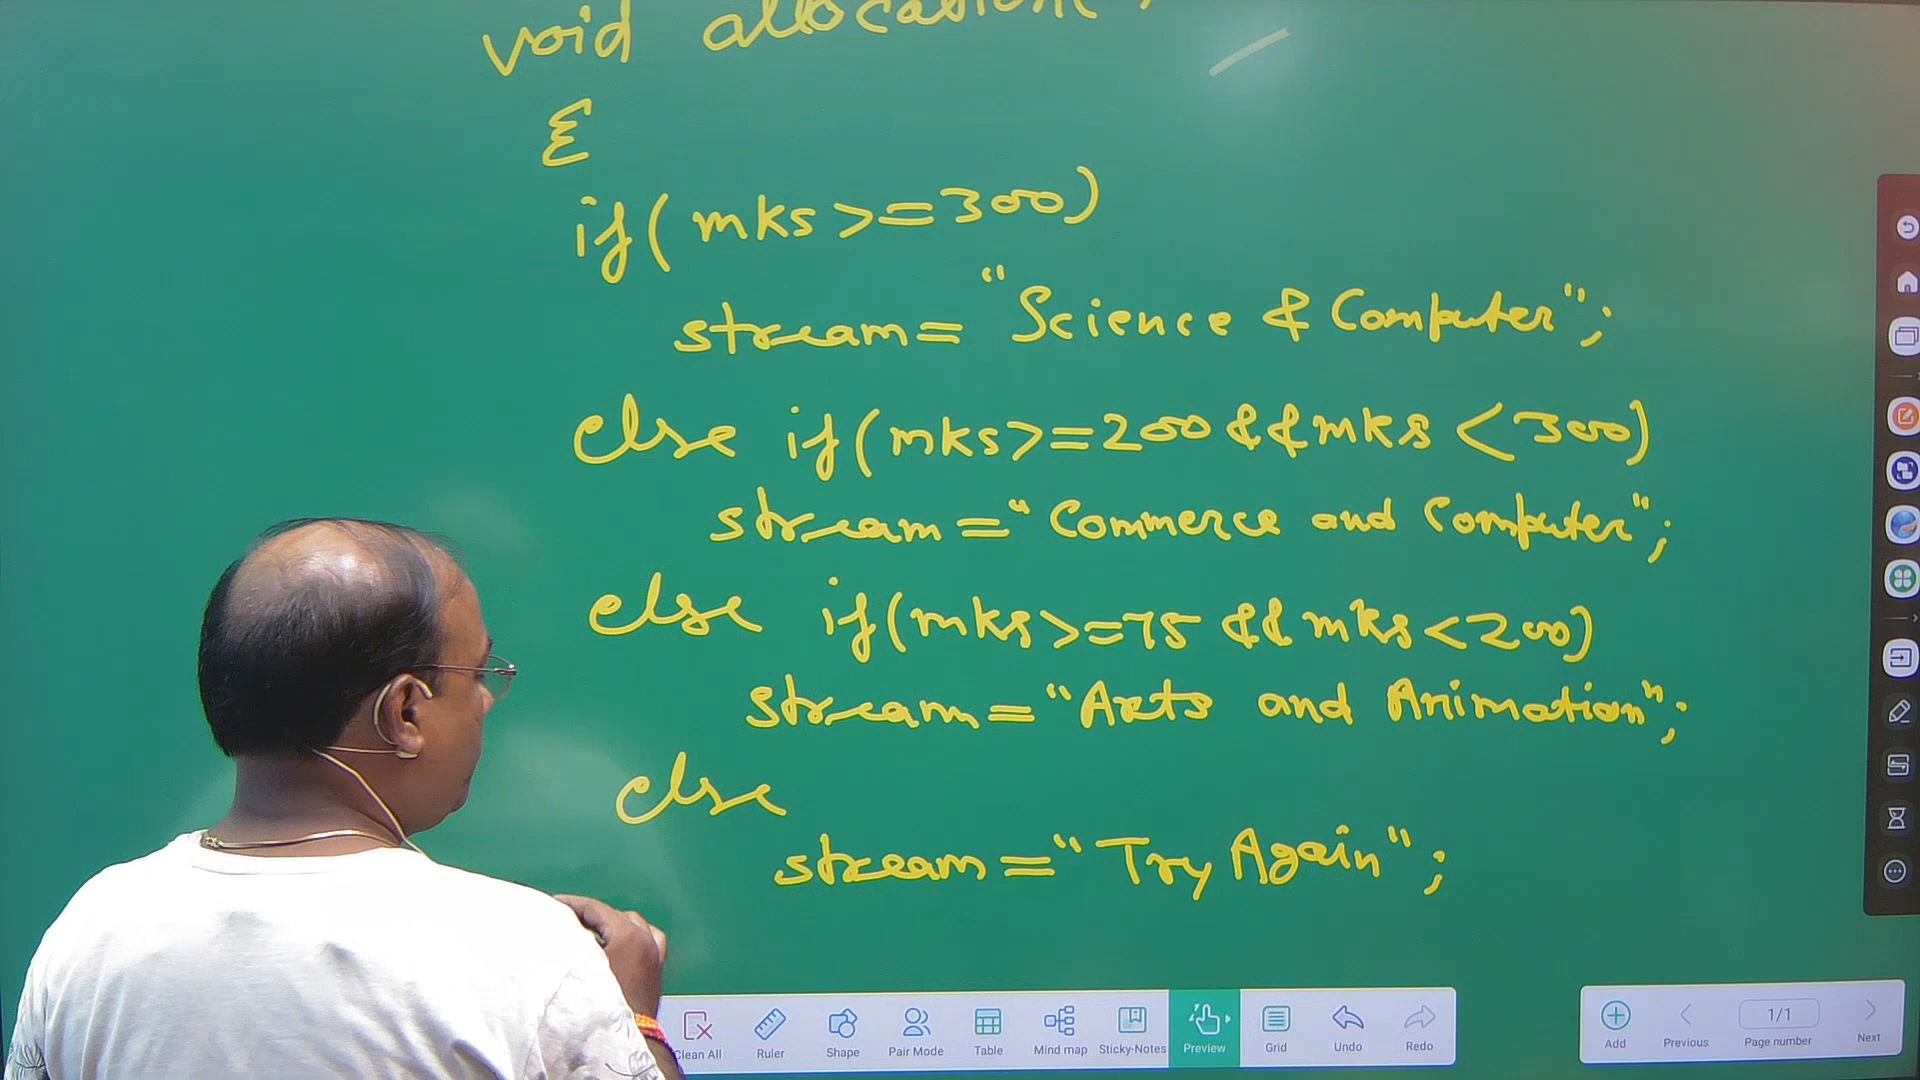 void allocation(
{
if(mks>=300)
stream="Science & Computer";
else if(mks>=200 && mks<300)
stream="Commerce and Computer";
else if(mks>=75 && mks<200)
stream="Arts and Animation";
else
stream="Try Again";
Clean All Ruler Shape Pair Mode Table Mind map Sticky-Notes Preview Grid Undo Redo
Add Previous 1/1 Page number Next